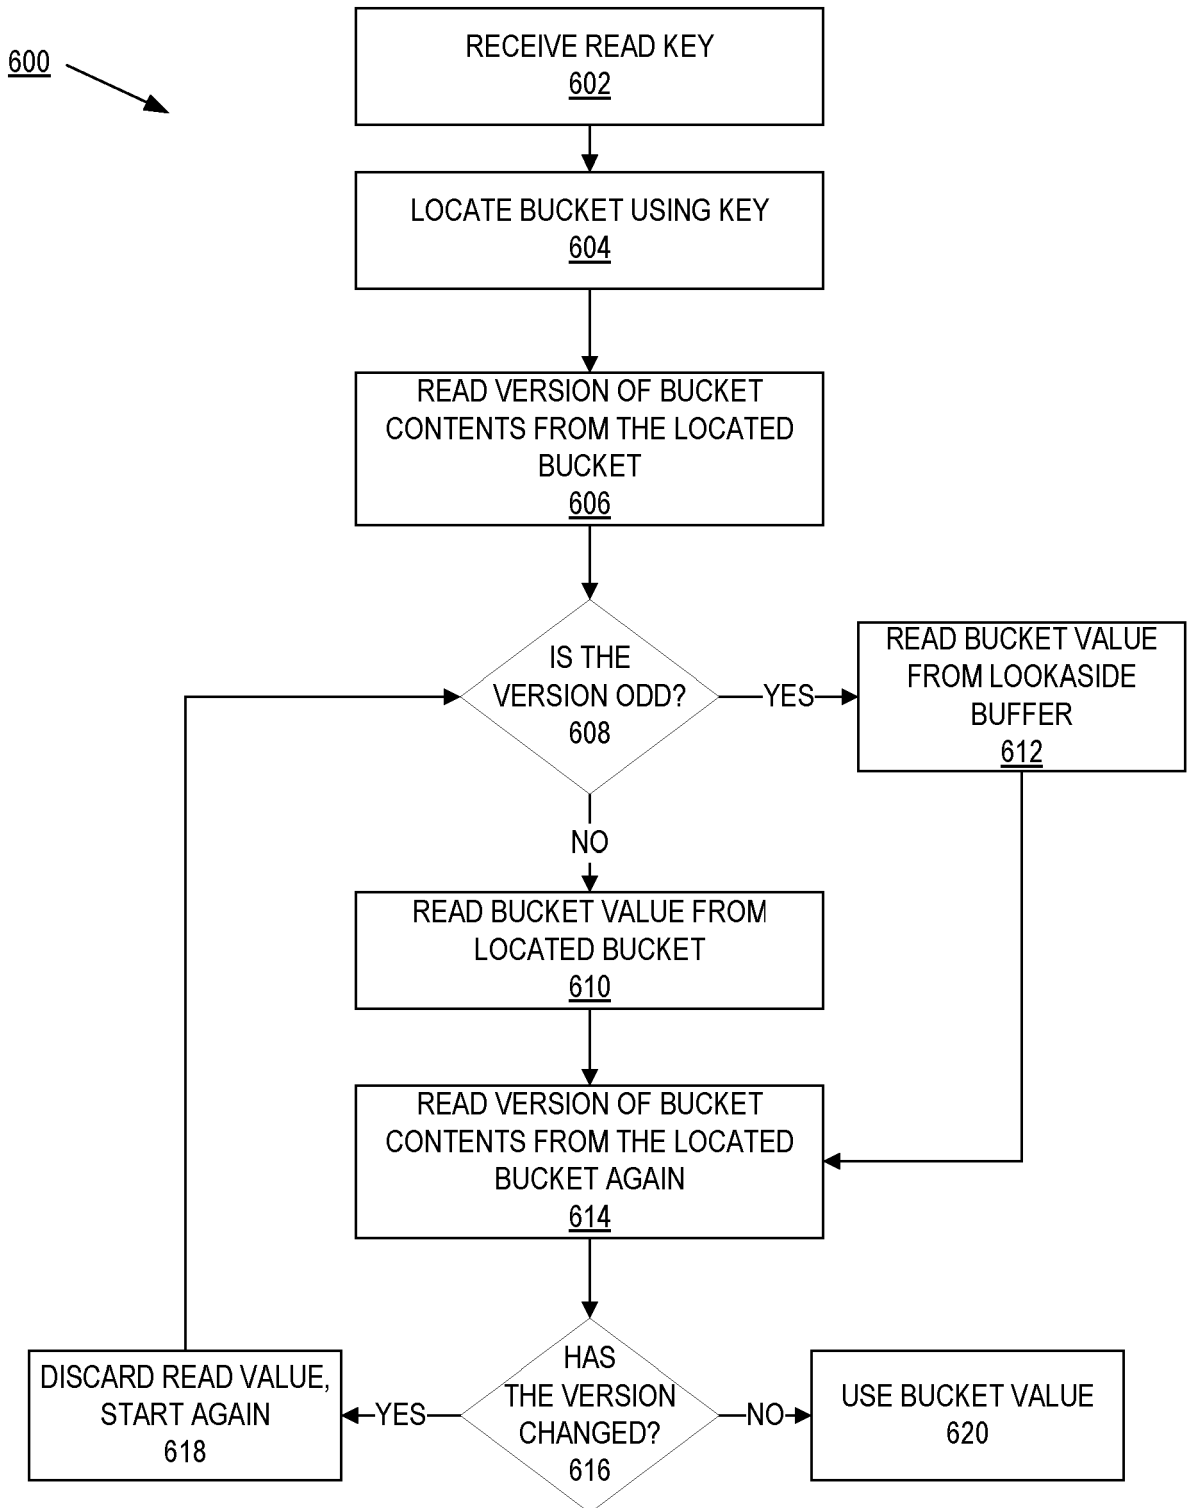 600
RECEIVE READ KEY
602
LOCATE BUCKET USING KEY
604
READ VERSION OF BUCKET
CONTENTS FROM THE LOCATED
BUCKET
606
IS THE
VERSION ODD?
608
YES
READ BUCKET VALUE
FROM LOOKASIDE
BUFFER
612
NO
READ BUCKET VALUE FROM
LOCATED BUCKET
610
READ VERSION OF BUCKET
CONTENTS FROM THE LOCATED
BUCKET AGAIN
614
HAS
THE VERSION
CHANGED?
616
YES
DISCARD READ VALUE,
START AGAIN
618
NO
USE BUCKET VALUE
620